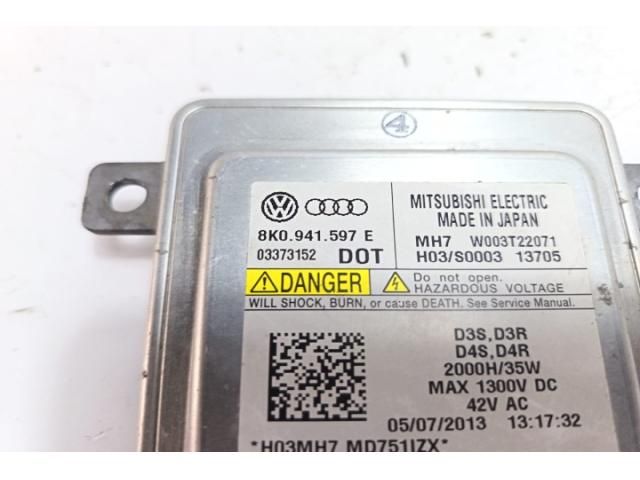 4
8K0.941.597 E
03373152 DOT
MITSUBISHI ELECTRIC
MADE IN JAPAN
MH7 W003T22071
H03/S0003 13705
DANGER
Do not open.
HAZARDOUS VOLTAGE
WILL SHOCK, BURN, or cause DEATH. See Service Manual.
D3S,D3R
D4S,D4R
2000H/35W
MAX 1300V DC
42V AC
05/07/2013 13:17:32
*H03MH7 MD751IZX*